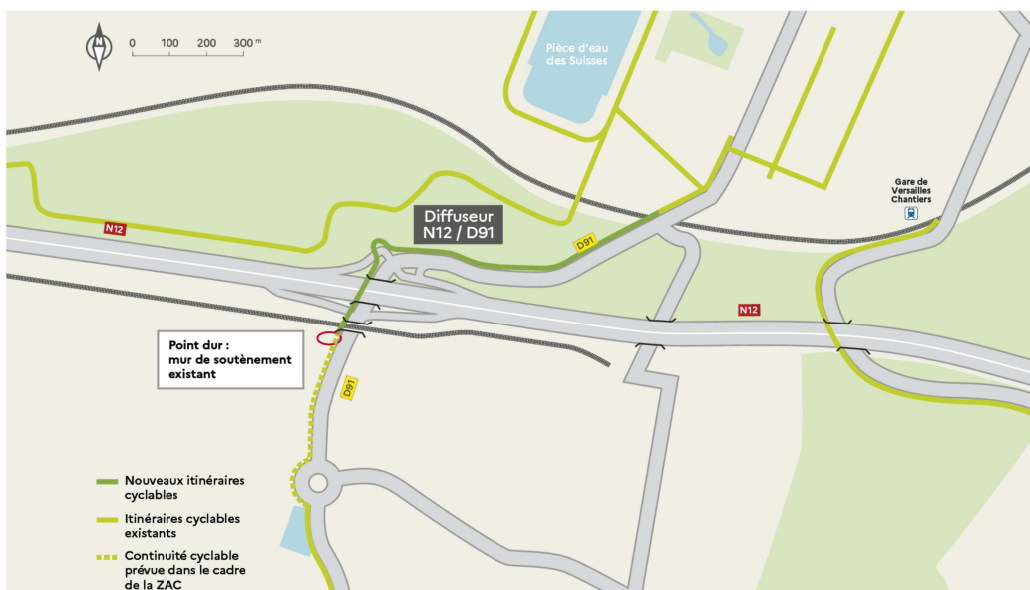 N
0 100 200 300 m
Pièce d'eau
des Suisses
Gare de
Versailles
Chantiers
Diffuseur
N12 / D91
N12
D91
N12
Point dur :
mur de soutènement
existant
D91
Nouveaux itinéraires
cyclables
Itinéraires cyclables
existants
Continuité cyclable
prévue dans le cadre
de la ZAC